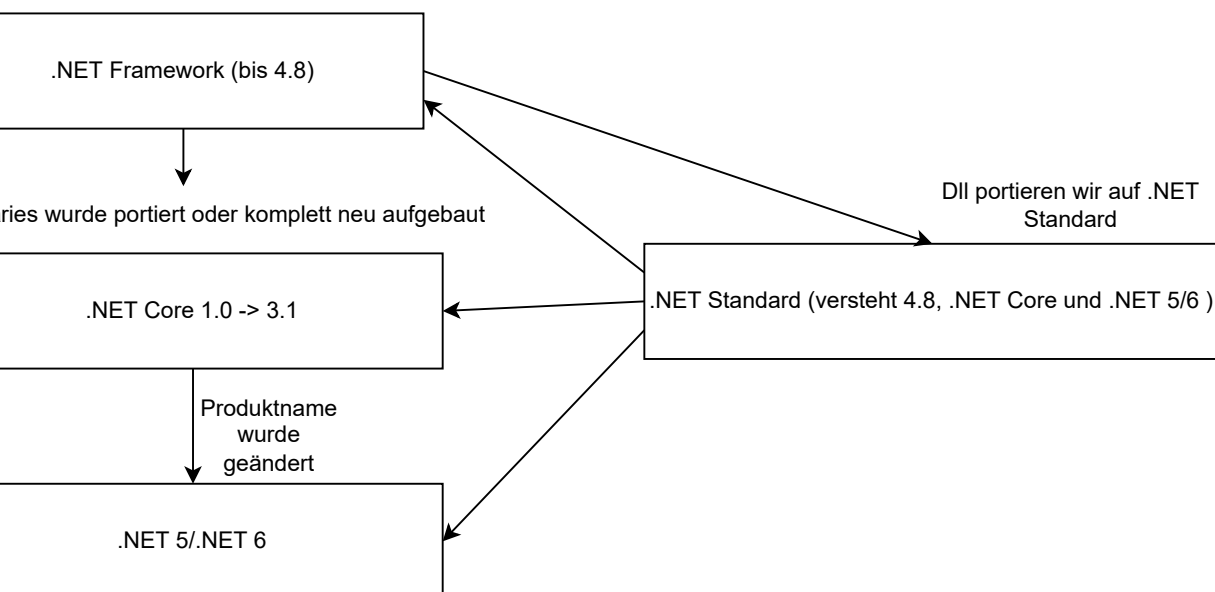 .NET Framework (bis 4.8)
wurde portiert oder komplett neu aufgebaut
Dll portieren wir auf .NET
Standard
.NET Core 1.0 -> 3.1
.NET Standard (versteht 4.8, .NET Core und .NET 5/6 )
Produktname
wurde
geändert
.NET 5/.NET 6